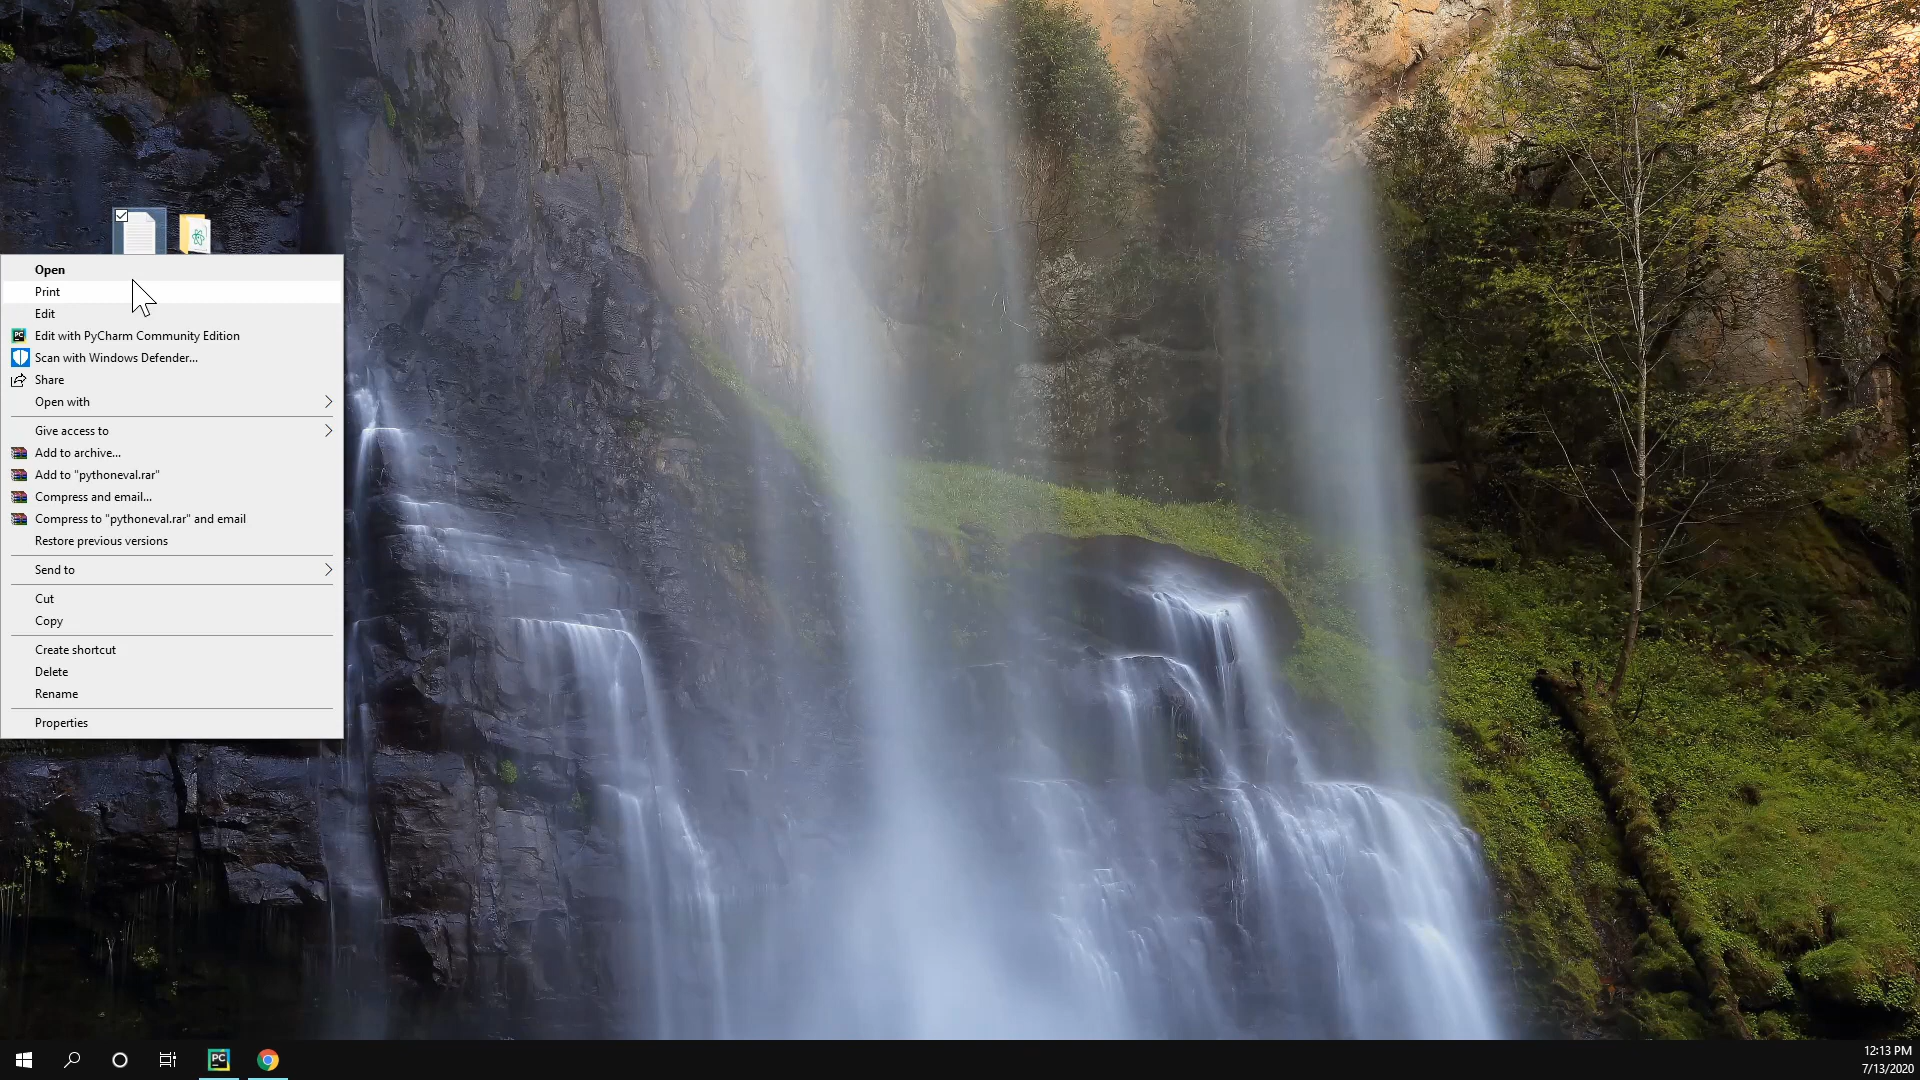 Open
Print
Edit
PC Edit with PyCharm Community Edition
Scan with Windows Defender...
Share
Open with
Give access to
Add to archive...
Add to "pythoneval.rar"
Compress and email...
Compress to "pythoneval.rar" and email
Restore previous versions
Send to
Cut
Copy
Create shortcut
Delete
Rename
Properties
PC
12:13 PM
7/13/2020